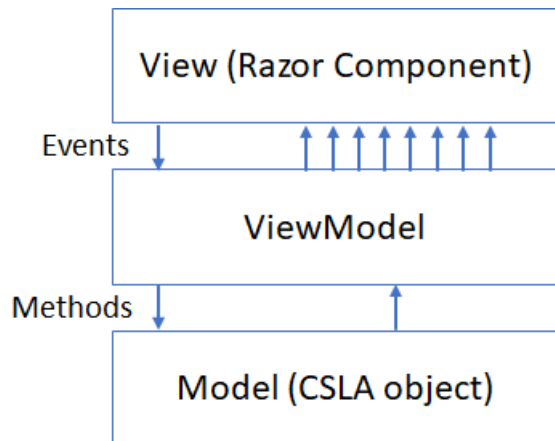 View (Razor Component)
Events
ViewModel
Methods
Model (CSLA object)